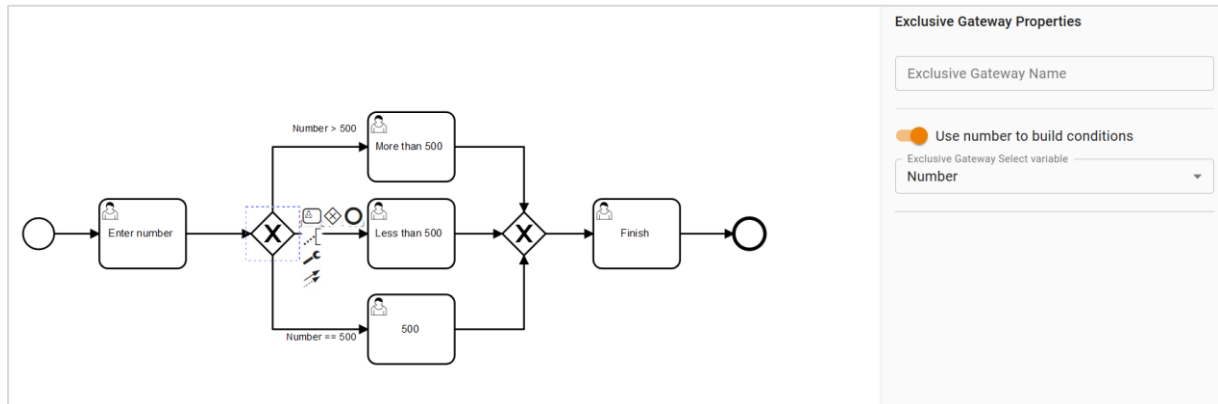 Exclusive Gateway Properties
Exclusive Gateway Name
Use number to build conditions
Exclusive Gateway Select variable
Number
Number > 500
More than 500
Enter number
X
Less than 500
X
Finish
Number == 500
500